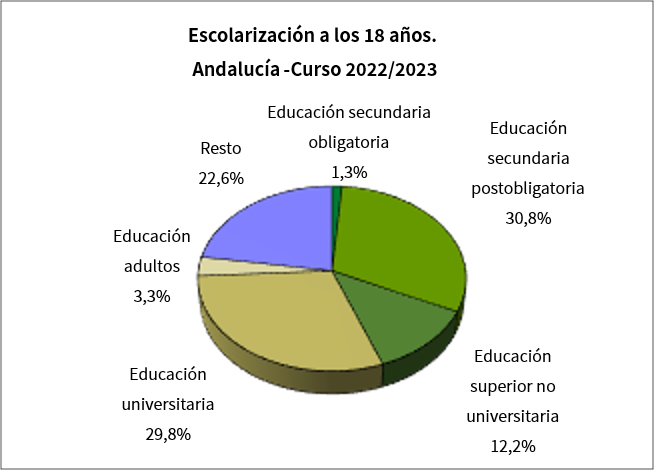 Escolarización a los 18 años.
Andalucía -Curso 2022/2023
Educación secundaria
obligatoria
1,3%
Educación
secundaria
postobligatoria
30,8%
Educación
superior no
universitaria
12,2%
Educación
universitaria
29,8%
Educación
adultos
3,3%
Resto
22,6%